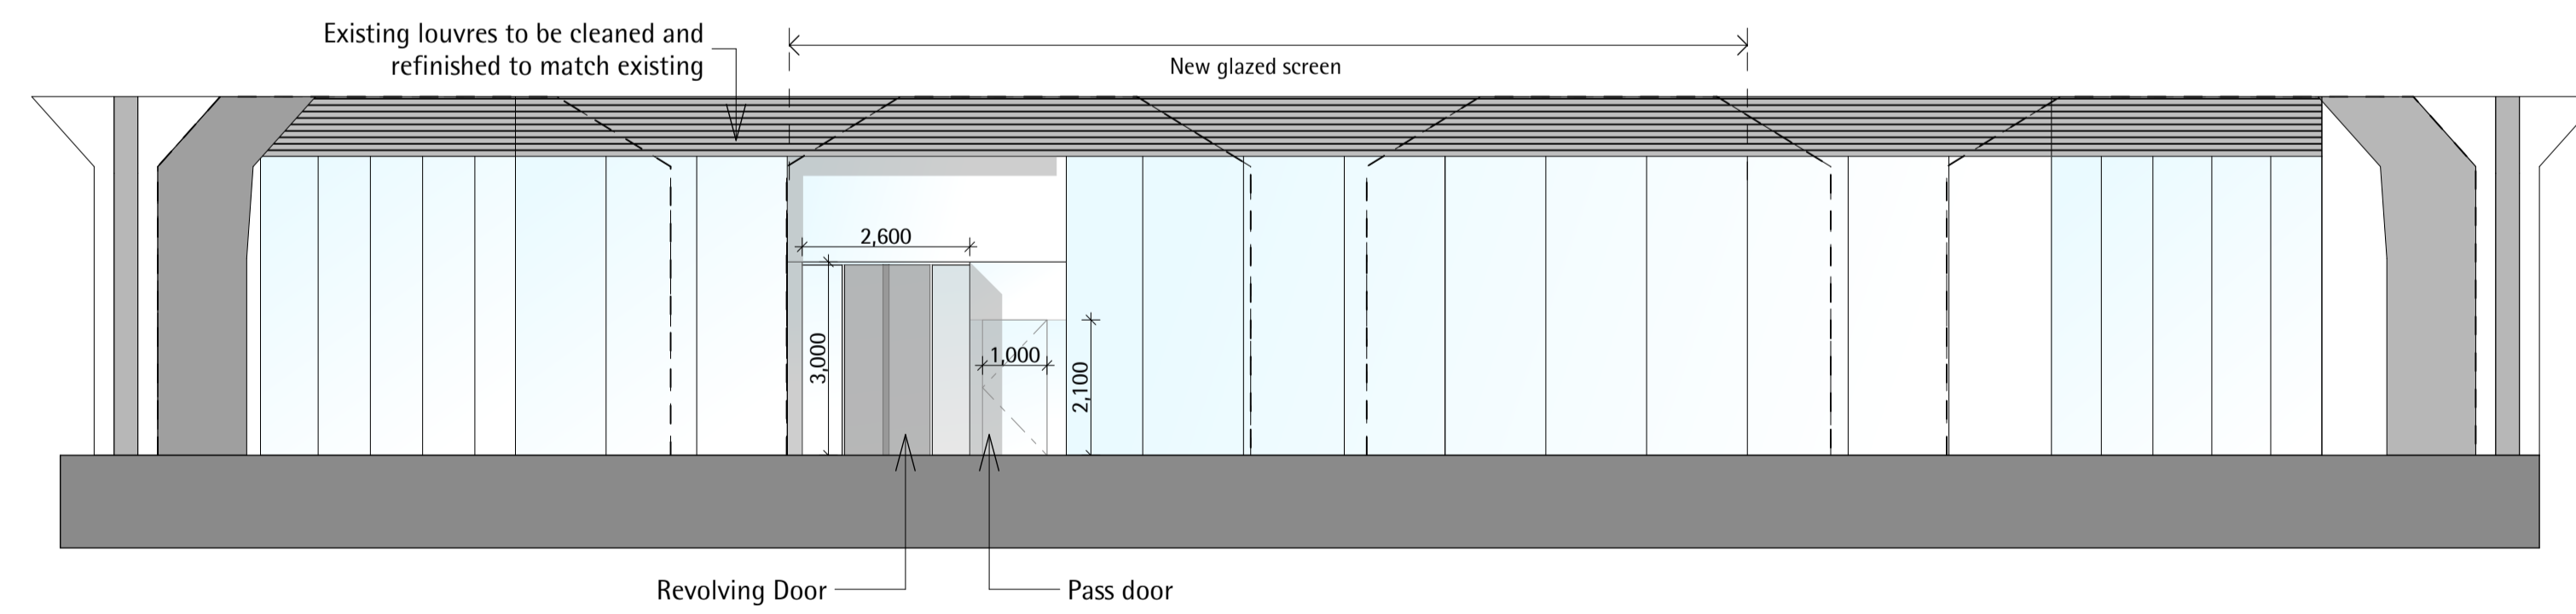 Existing louvres to be cleaned and
refinished to match existing
New glazed screen
2,600
3,000
1,000
2,100
Revolving Door
Pass door